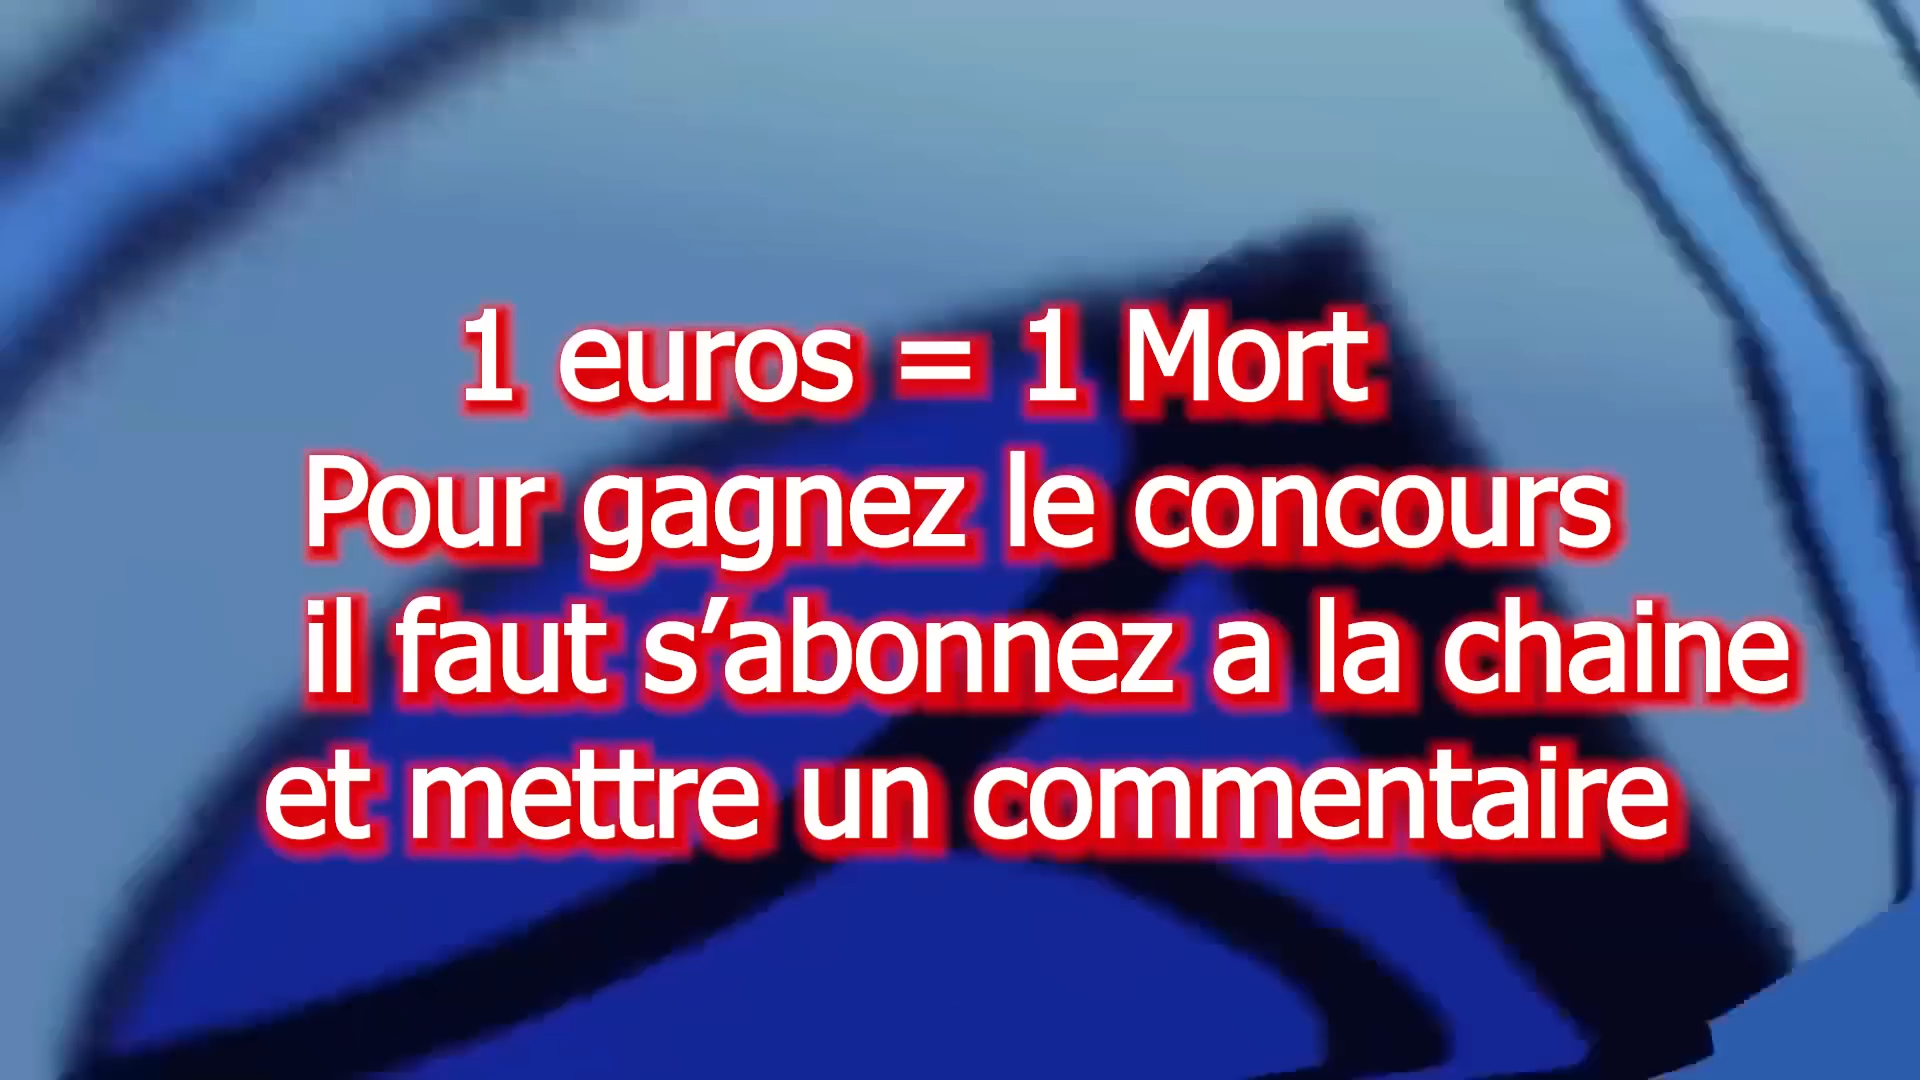 1 euros = 1 Mort
Pour gagnez le concours
il faut s’abonnez a la chaine
et mettre un commentaire